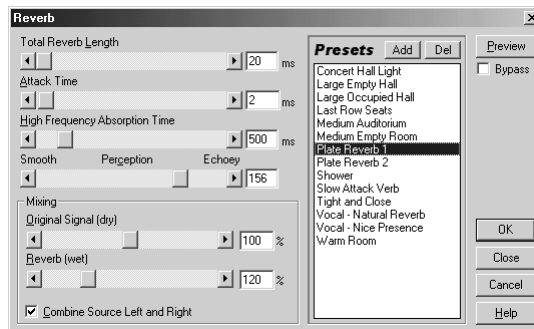 Reverb
Total Reverb Length
20 ms
Attack Time
2 ms
High Frequency Absorption Time
500 ms
Smooth Perception Echoey
156
Mixing
Original Signal (dry)
100 %
Reverb (wet)
120 %
Combine Source Left and Right
Presets Add Del
Concert Hall Light
Large Empty Hall
Large Occupied Hall
Last Row Seats
Medium Auditorium
Medium Empty Room
Plate Reverb 1
Plate Reverb 2
Shower
Slow Attack Verb
Tight and Close
Vocal - Natural Reverb
Vocal - Nice Presence
Warm Room
Preview
Bypass
OK
Close
Cancel
Help